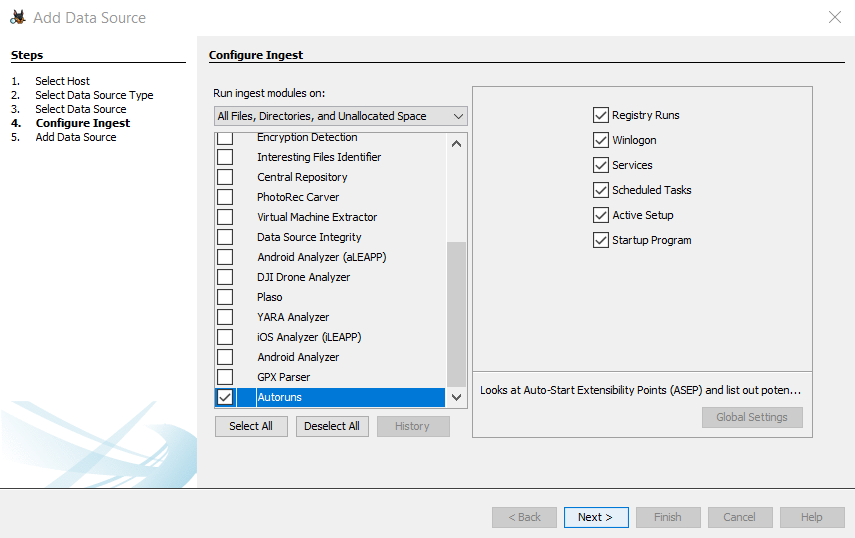 Add Data Source
Steps
1. Select Host
2. Select Data Source Type
3. Select Data Source
4. Configure Ingest
5. Add Data Source
Configure Ingest
Run ingest modules on:
All Files, Directories, and Unallocated Space
Encryption Detection
Interesting Files Identifier
Central Repository
PhotoRec Carver
Virtual Machine Extractor
Data Source Integrity
Android Analyzer (aLEAPP)
DJI Drone Analyzer
Plaso
YARA Analyzer
iOS Analyzer (iLEAPP)
Android Analyzer
GPX Parser
Autoruns
Select All
Deselect All
History
Registry Runs
Winlogon
Services
Scheduled Tasks
Active Setup
Startup Program
Looks at Auto-Start Extensibility Points (ASEP) and list out poten...
Global Settings
< Back
Next >
Finish
Cancel
Help